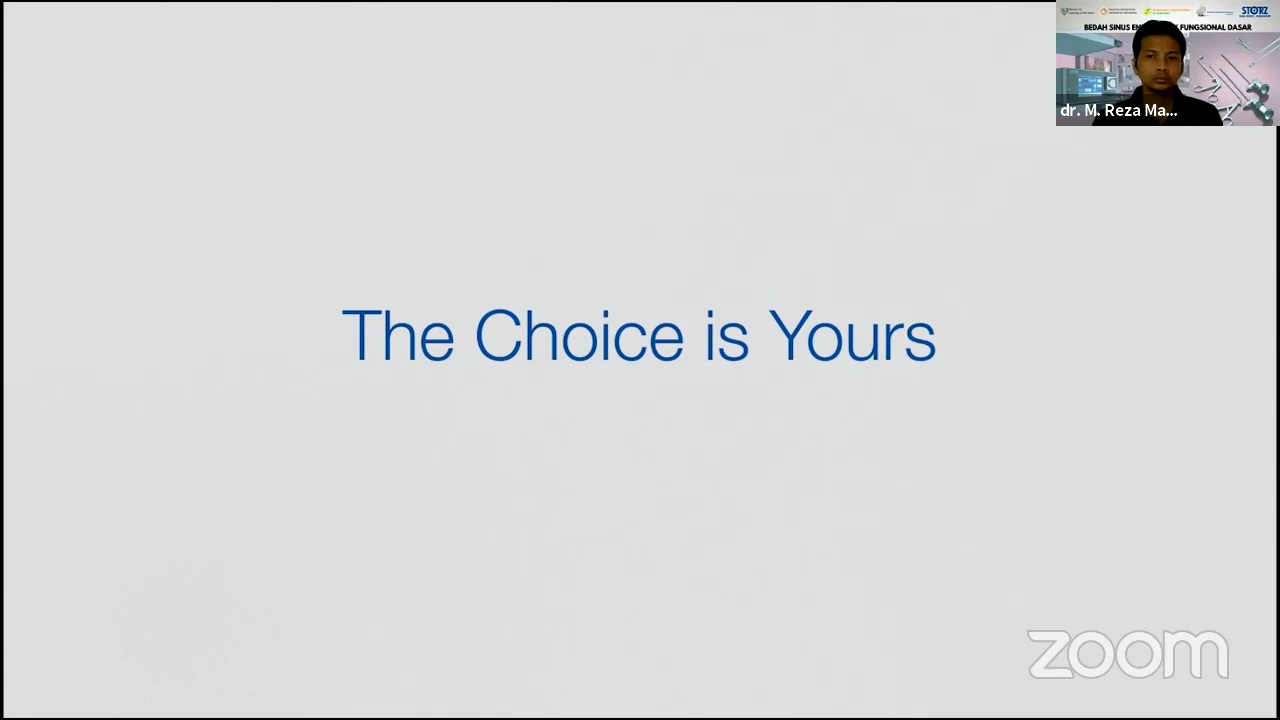 STORZ
BEDAH SINUS EN
FUNGSIONAL DASAR
dr. M. Reza Ma...
The Choice is Yours
zoom